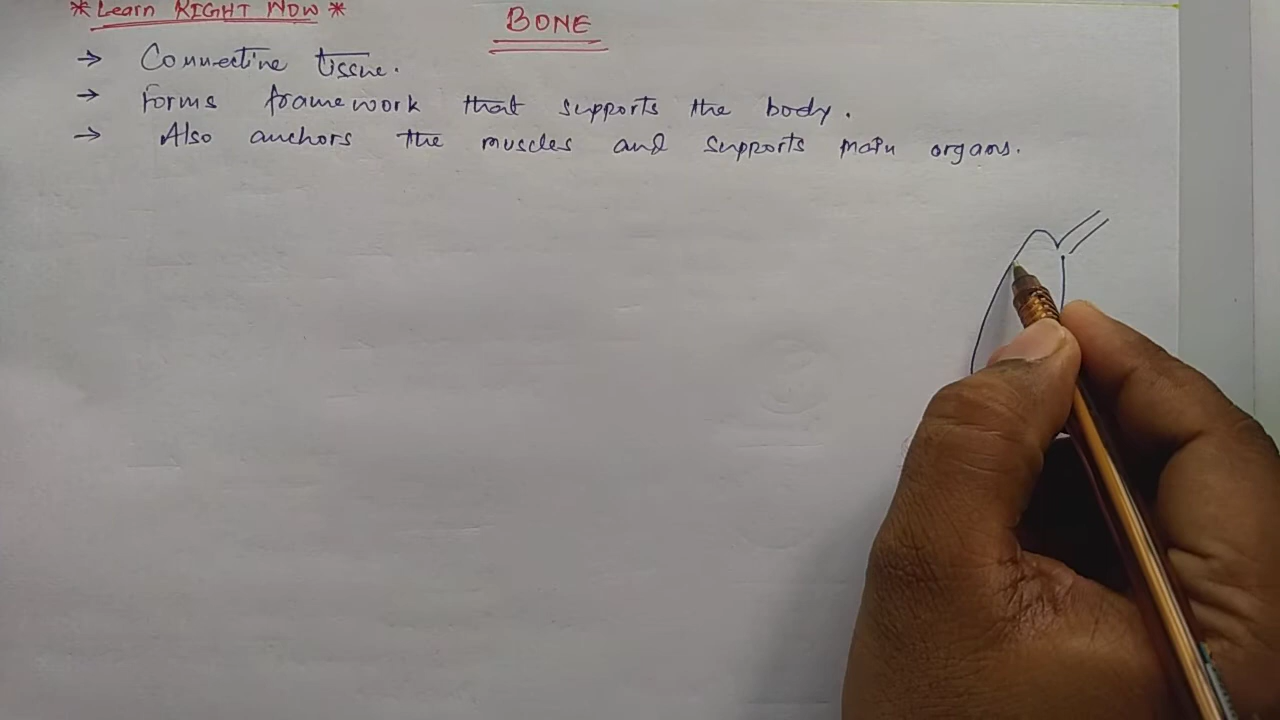 *Learn RIGHT NOW*
BONE
→ Connective tissue.
→ Forms framework that supports the body.
→ Also anchors the muscles and supports main organs.